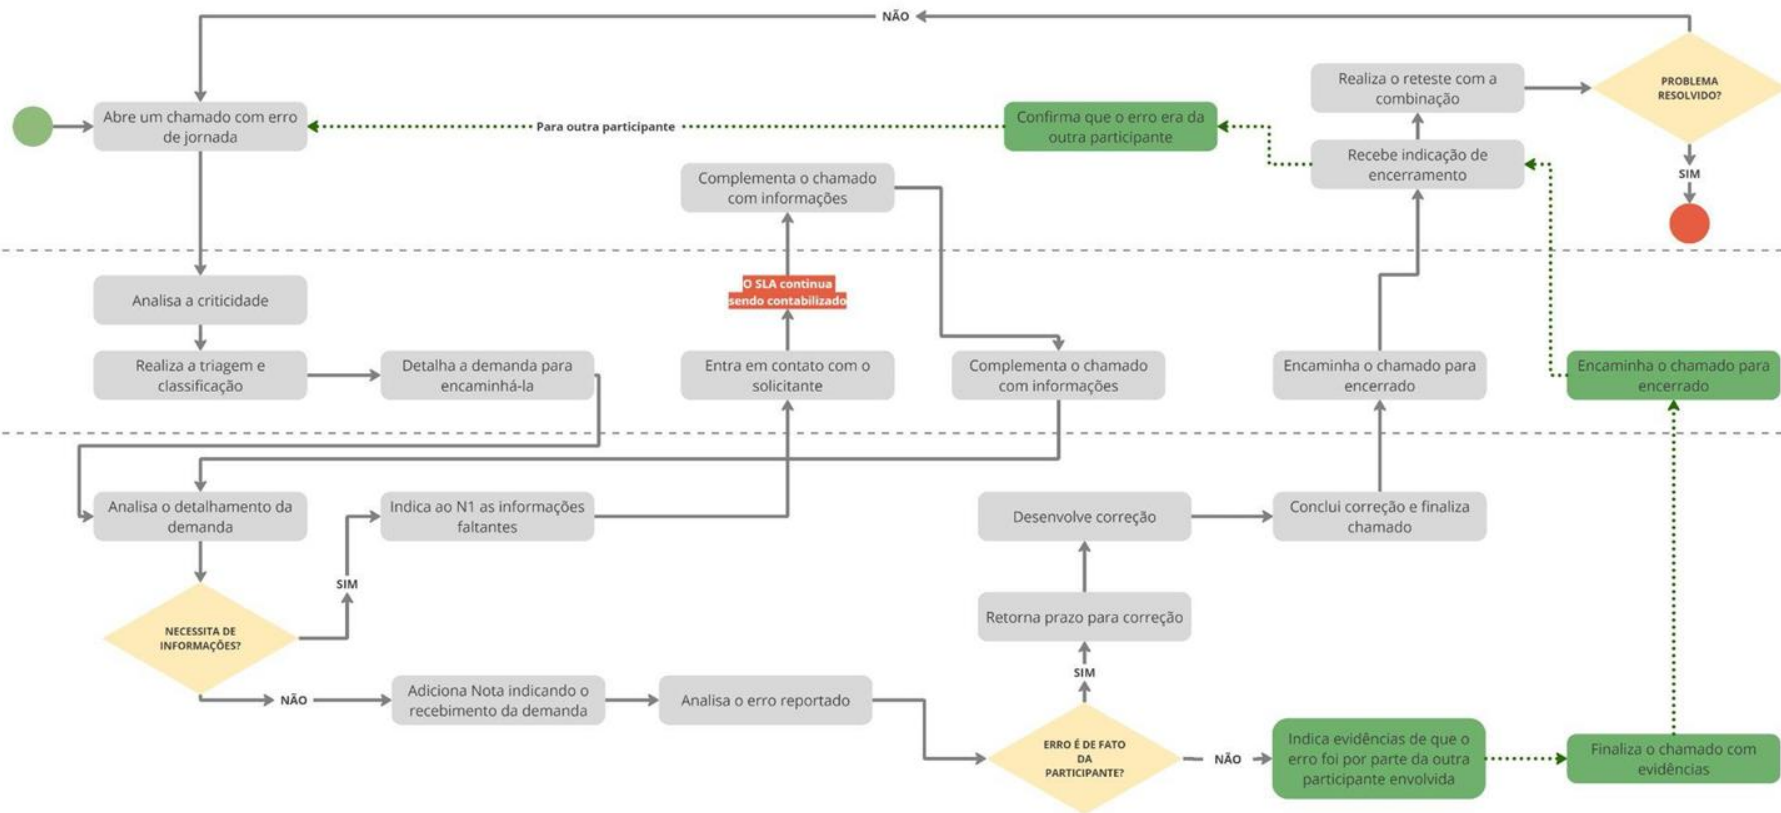 NÃO
Abre um chamado com erro
de jornada
Para outra participante
Confirma que o erro era da
outra participante
Realiza o reteste com a
combinação
PROBLEMA
RESOLVIDO?
Recebe indicação de
encerramento
SIM
Complementa o chamado
com informações
Analisa a criticidade
O SLA continua
sendo contabilizado
Realiza a triagem e
classificação
Detalha a demanda para
encaminhá-la
Entra em contato com o
solicitante
Complementa o chamado
com informações
Encaminha o chamado para
encerrado
Encaminha o chamado para
encerrado
Analisa o detalhamento da
demanda
Indica ao N1 as informações
faltantes
Desenvolve correção
Conclui correção e finaliza
chamado
SIM
NECESSITA DE
INFORMAÇÕES?
Retorna prazo para correção
SIM
NÃO
Adiciona Nota indicando o
recebimento da demanda
Analisa o erro reportado
ERRO É DE FATO
DA
PARTICIPANTE?
NÃO
Indica evidências de que o
erro foi por parte da outra
participante envolvida
Finaliza o chamado com
evidências